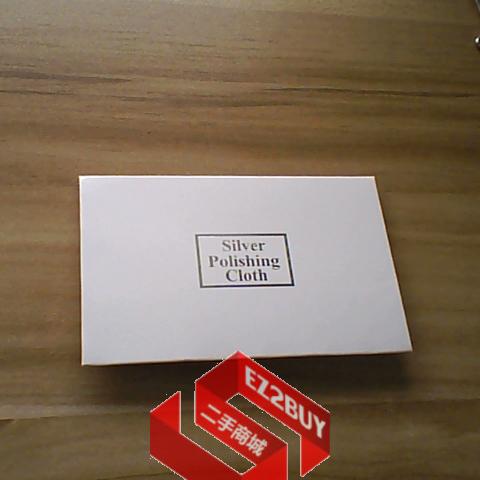 Silver
Polishing
Cloth
EZ2BUY
二手商城